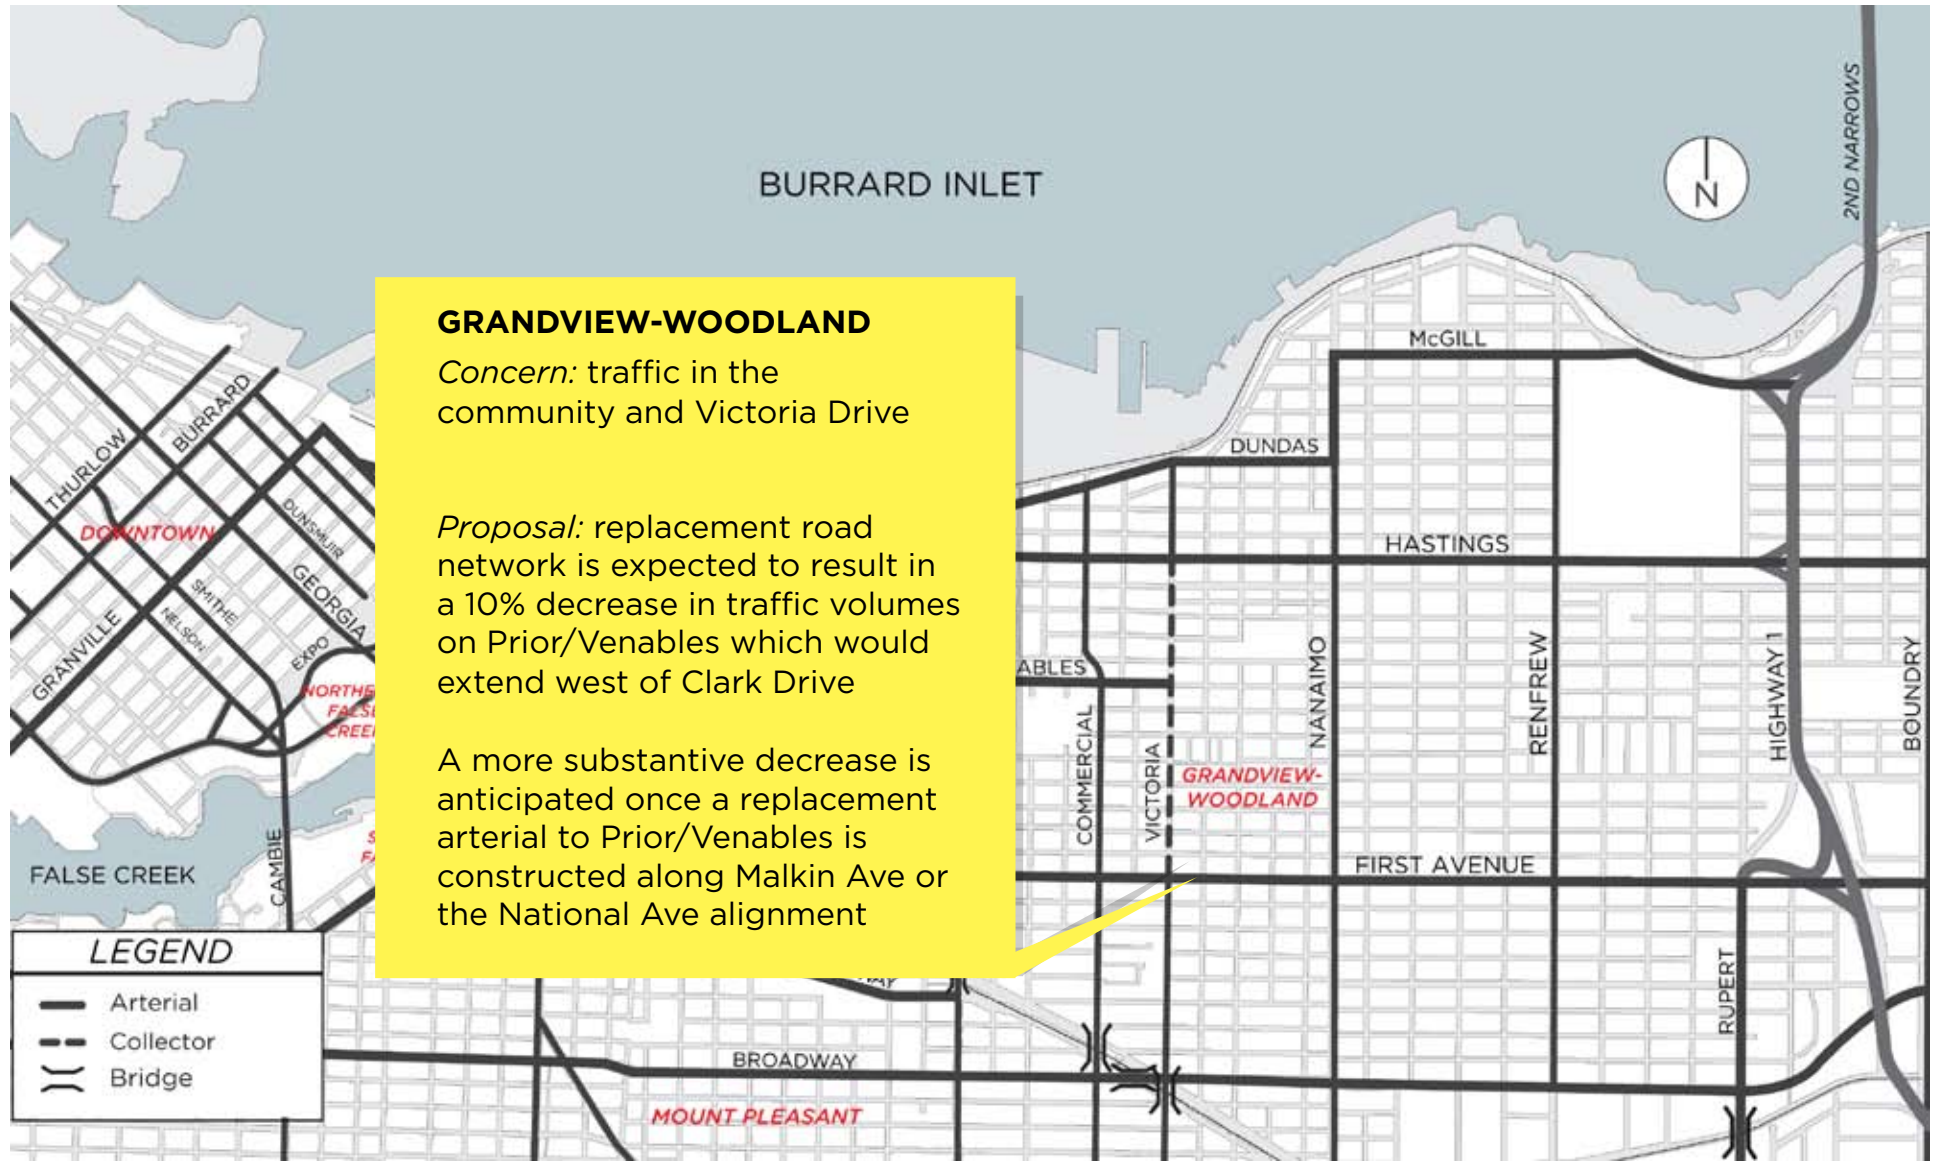 BURRARD INLET
N
2ND NARROWS
GRANDVIEW-WOODLAND
Concern: traffic in the
community and Victoria Drive
Proposal: replacement road
network is expected to result in
a 10% decrease in traffic volumes
on Prior/Venables which would
extend west of Clark Drive
A more substantive decrease is
anticipated once a replacement
arterial to Prior/Venables is
constructed along Malkin Ave or
the National Ave alignment
McGILL
DUNDAS
HASTINGS
THURLOW
BURRARD
DOWNTOWN
DUNSMUIR
GEORGIA
SMITHE
NELSON
EXPO
GRANVILLE
NORTHE
FALSE
CREEK
ABLES
COMMERCIAL
VICTORIA
GRANDVIEW-
WOODLAND
NANAIMO
RENFREW
HIGHWAY 1
BOUNDRY
FALSE CREEK
CAMBIE
FIRST AVENUE
RUPERT
BROADWAY
MOUNT PLEASANT
LEGEND
Arterial
Collector
Bridge